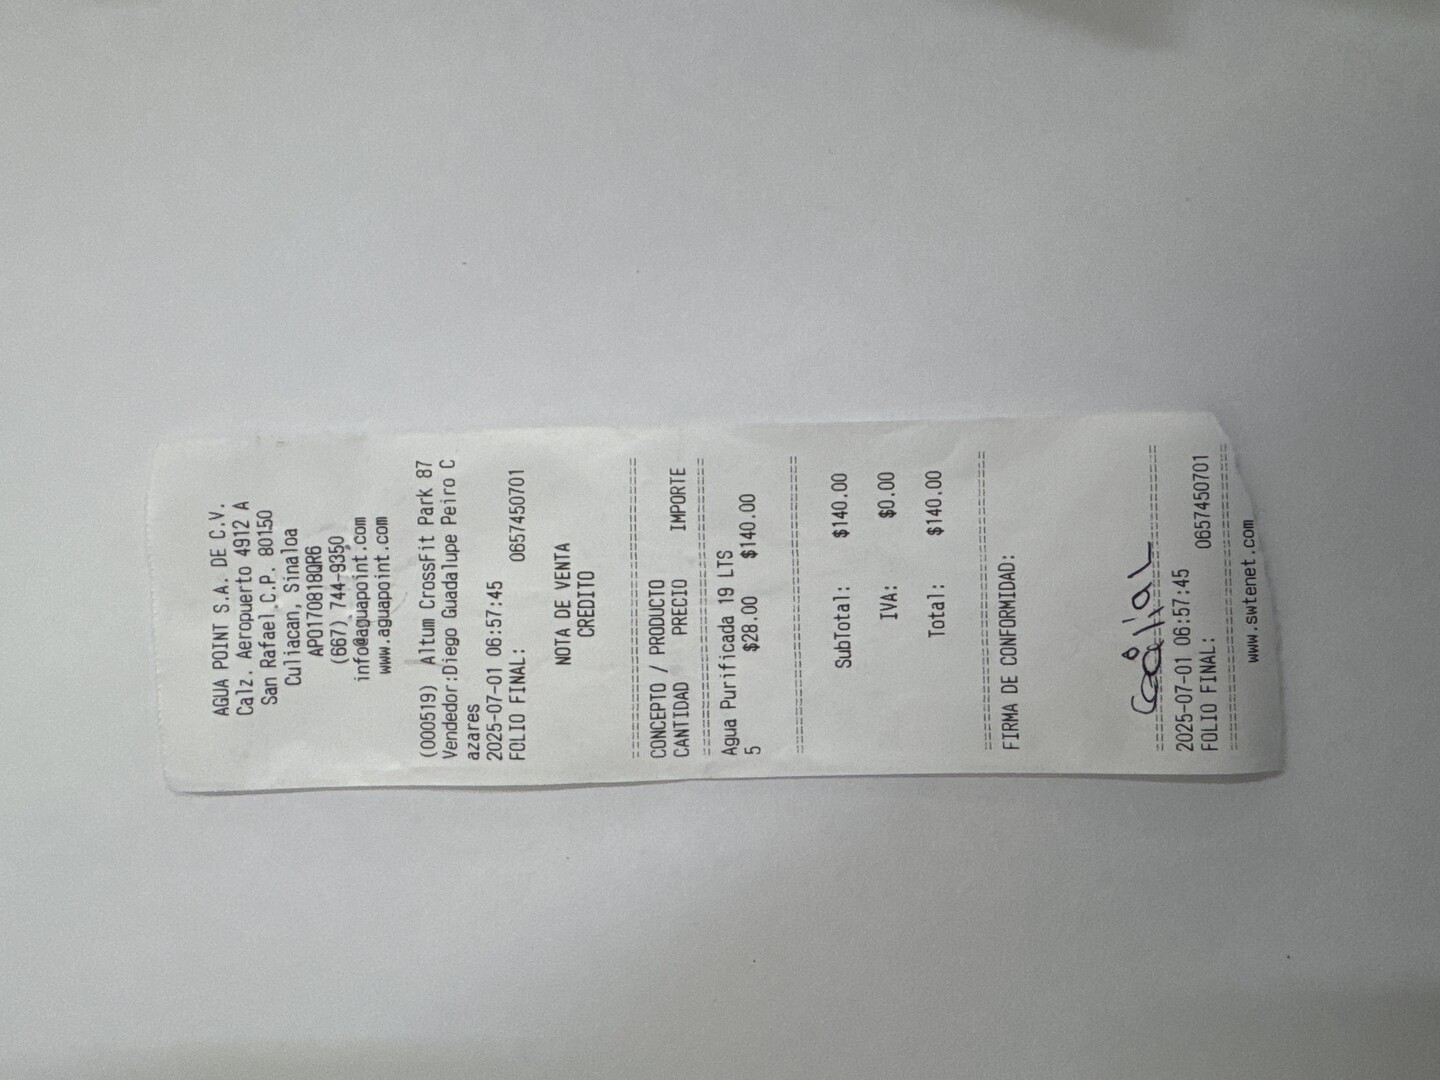 AGUA POINT S.A. DE C.V.
Calz. Aeropuerto 4912 A
San Rafael C.P. 80150
Culiacan, Sinaloa
APO170818QR6
(667) 744-9350
info@aguapoint.com
www.aguapoint.com
(000519) Altum CrossFit Park 87
Vendedor:Diego Guadalupe Peiro C
azares
2025-07-01 06:57:45
FOLIO FINAL: 0657450701
NOTA DE VENTA
CREDITO
================================
CONCEPTO / PRODUCTO
CANTIDAD PRECIO IMPORTE
================================
Agua Purificada 19 LTS
5 $28.00 $140.00
================================
SubTotal: $140.00
IVA: $0.00
Total: $140.00
================================
FIRMA DE CONFORMIDAD:
================================
2025-07-01 06:57:45
FOLIO FINAL: 0657450701
================================
www.swtenet.com